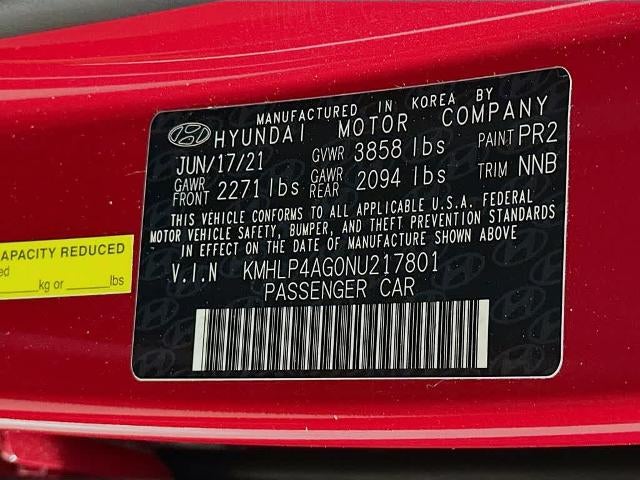 MANUFACTURED IN KOREA BY
HYUNDAI MOTOR COMPANY
JUN/17/21 GVWR 3858 lbs PAINT PR2
GAWR FRONT 2271 lbs GAWR REAR 2094 lbs TRIM NNB
THIS VEHICLE CONFORMS TO ALL APPLICABLE U.S.A. FEDERAL
MOTOR VEHICLE SAFETY, BUMPER, AND THEFT PREVENTION STANDARDS
IN EFFECT ON THE DATE OF MANUFACTURE SHOWN ABOVE
V.I.N KMHLP4AG0NU217801
PASSENGER CAR
CAPACITY REDUCED
kg or lbs